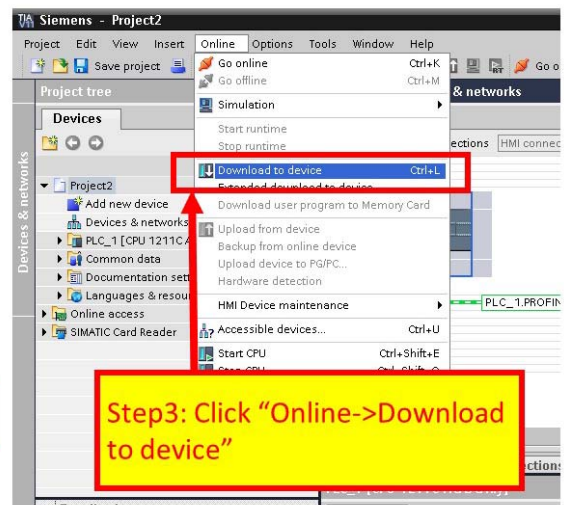 Siemens - Project2
Project Edit View Insert Online Options Tools Window Help
Save project
Go online Ctrl+K
Go offline Ctrl+M
Simulation
Start runtime
Stop runtime
Download to device Ctrl+L
Extended download to device
Download user program to Memory Card
Upload from device
Backup from online device
Upload device to PG/PC...
Hardware detection
HMI Device maintenance
Accessible devices... Ctrl+U
Start CPU Ctrl+Shift+E
Project tree
Devices
Project2
Add new device
Devices & networks
PLC_1 [CPU 1211C
Common data
Documentation sett
Languages & resou
Online access
SIMATIC Card Reader
Devices & networks
& networks
ections HMI connec
PLC_1.PROFIN
Step3: Click “Online->Download
to device”
ections